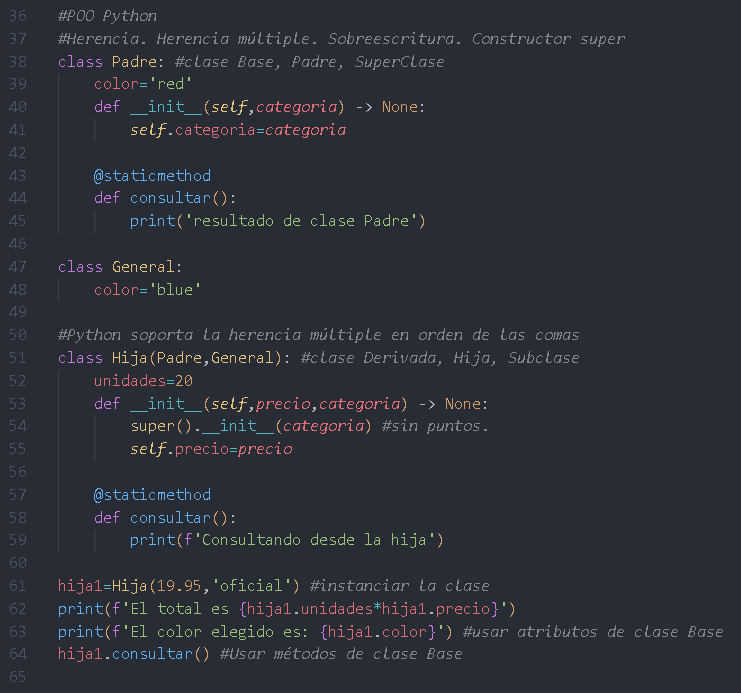 36 #POO Python
37 #Herencia. Herencia múltiple. Sobreescritura. Constructor super
38 class Padre: #clase Base, Padre, SuperClase
39     color='red'
40     def __init__(self,categoria) -> None:
41         self.categoria=categoria
42
43     @staticmethod
44     def consultar():
45         print('resultado de clase Padre')
46
47 class General:
48     color='blue'
49
50 #Python soporta la herencia múltiple en orden de las comas
51 class Hija(Padre,General): #clase Derivada, Hija, Subclase
52     unidades=20
53     def __init__(self,precio,categoria) -> None:
54         super().__init__(categoria) #sin puntos.
55         self.precio=precio
56
57     @staticmethod
58     def consultar():
59         print(f'Consultando desde la hija')
60
61 hija1=Hija(19.95,'oficial') #instanciar la clase
62 print(f'El total es {hija1.unidades*hija1.precio}')
63 print(f'El color elegido es: {hija1.color}') #usar atributos de clase Base
64 hija1.consultar() #Usar métodos de clase Base
65